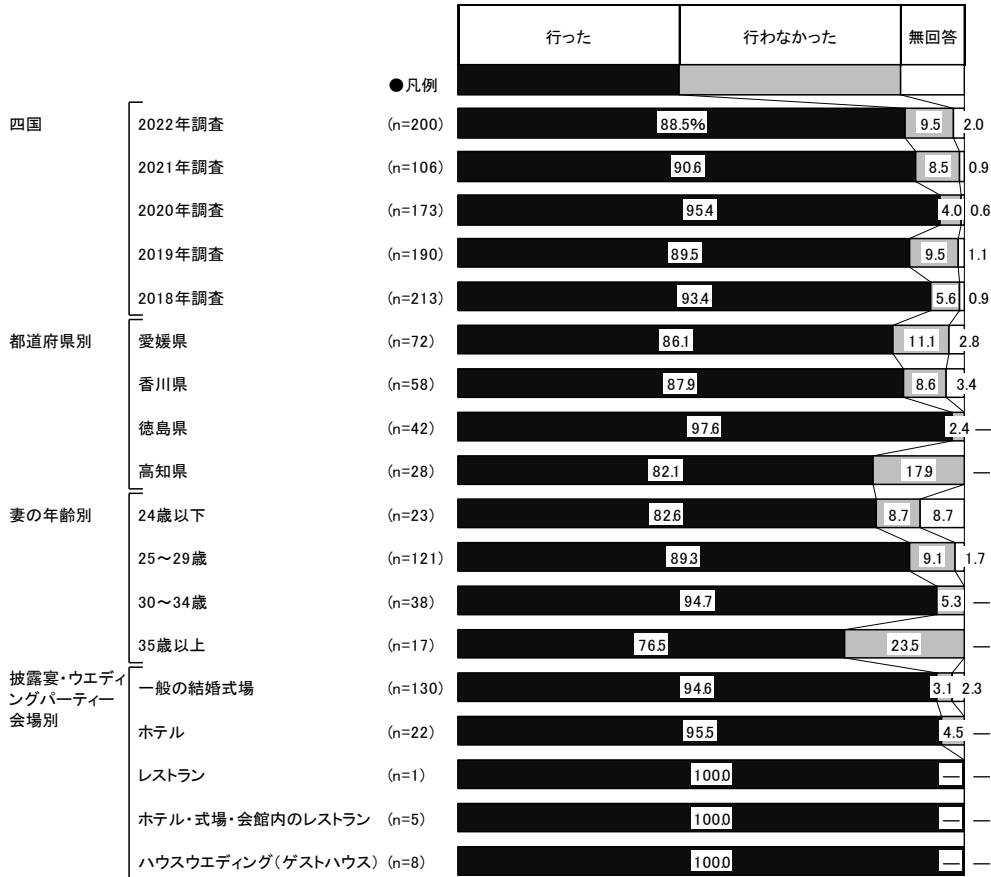 行った 行わなかった 無回答
●凡例
四国 2022年調査 (n=200) 88.5% 9.5 2.0
2021年調査 (n=106) 90.6 8.5 0.9
2020年調査 (n=173) 95.4 4.0 0.6
2019年調査 (n=190) 89.5 9.5 1.1
2018年調査 (n=213) 93.4 5.6 0.9
都道府県別 愛媛県 (n=72) 86.1 11.1 2.8
香川県 (n=58) 87.9 8.6 3.4
徳島県 (n=42) 97.6 2.4 —
高知県 (n=28) 82.1 17.9 —
妻の年齢別 24歳以下 (n=23) 82.6 8.7 8.7
25～29歳 (n=121) 89.3 9.1 1.7
30～34歳 (n=38) 94.7 5.3 —
35歳以上 (n=17) 76.5 23.5 —
披露宴・ウエディ
ングパーティー
会場別
一般の結婚式場 (n=130) 94.6 3.1 2.3
ホテル (n=22) 95.5 4.5 —
レストラン (n=1) 100.0 — —
ホテル・式場・会館内のレストラン (n=5) 100.0 — —
ハウスウエディング(ゲストハウス) (n=8) 100.0 — —